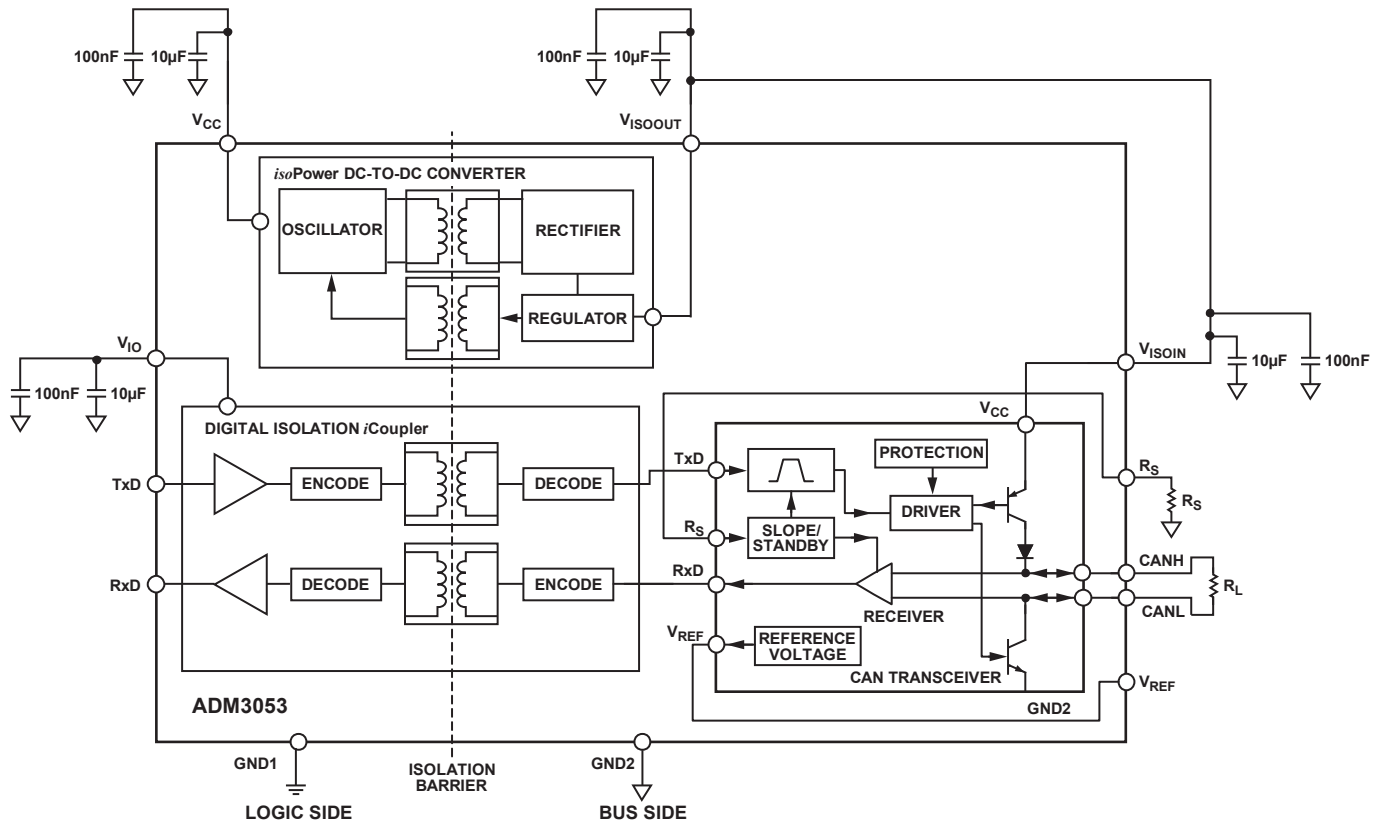 100nF
10µF
100nF
10µF
VCC
VISOOUT
isoPower DC-TO-DC CONVERTER
OSCILLATOR
RECTIFIER
REGULATOR
VIO
100nF
10µF
VISOIN
10µF
100nF
DIGITAL ISOLATION iCoupler
VCC
TxD
ENCODE
DECODE
TxD
PROTECTION
DRIVER
RS
RS
RS
SLOPE/
STANDBY
RxD
DECODE
ENCODE
RxD
RECEIVER
CANH
RL
CANL
VREF
REFERENCE
VOLTAGE
CAN TRANSCEIVER
VREF
GND2
ADM3053
GND1
ISOLATION
BARRIER
GND2
LOGIC SIDE
BUS SIDE